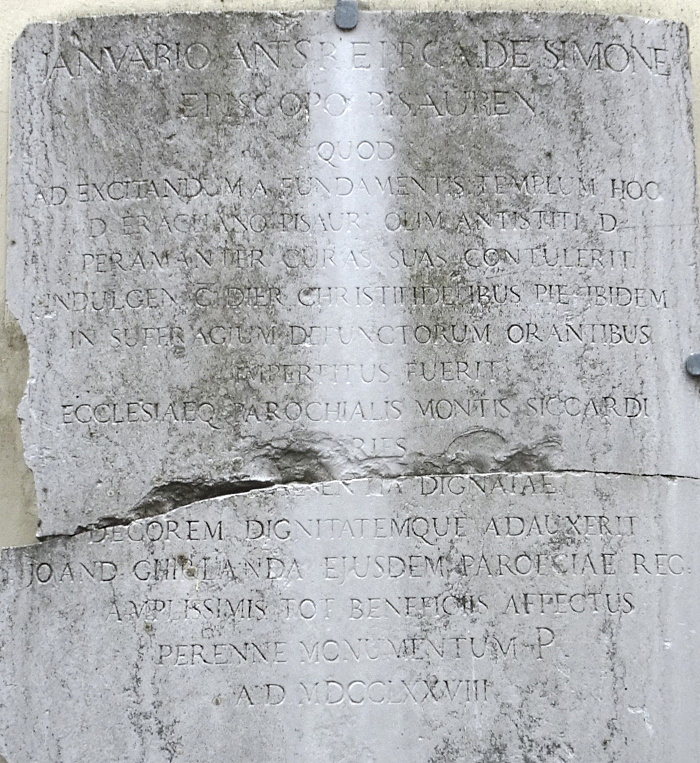 JANVARIO ANTS DE SIMONE
EPISCOPO PISAUREN
QUOD
AD EXCITANDUM A FUNDAMENTIS TEMPLUM HOC
D. ERACLIANO PISAUR OLIM ANTISTITI D
PERAMANTER CURAS SUAS CONTULERIT
INDULGEN C DIER CHRISTIFIDELIBUS PIE IBIDEM
IN SUFFRAGIUM DEFUNCTORUM ORANTIBUS
IMPERTITUS FUERIT
ECCLESIAEQ PAROCHIALIS MONTIS SICCARDI
DIGNATAE
DECOREM DIGNITATEMQUE ADAUXERIT
JOAND GHIRLANDA EJUSDEM PAROECIAE REC
AMPLISSIMIS TOT BENEFICIIS AFFECTUS
PERENNE MONUMENTUM P
A D MDCCLXXVIII